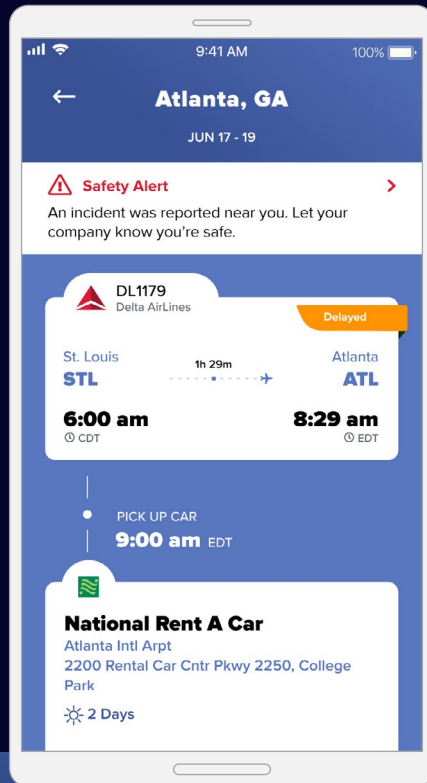 9:41 AM
100%
Atlanta, GA
JUN 17 - 19
Safety Alert
An incident was reported near you. Let your
company know you're safe.
DL1179
Delta AirLines
Delayed
St. Louis
1h 29m
Atlanta
STL
ATL
6:00 am
8:29 am
CDT
EDT
PICK UP CAR
9:00 am EDT
National Rent A Car
Atlanta Intl Arpt
2200 Rental Car Cntr Pkwy 2250, College
Park
2 Days